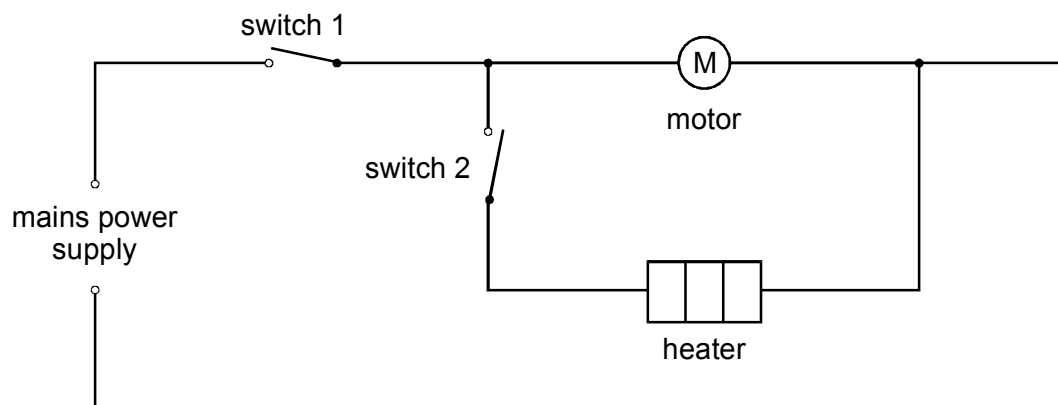 switch 1
M
motor
switch 2
mains power
supply
heater